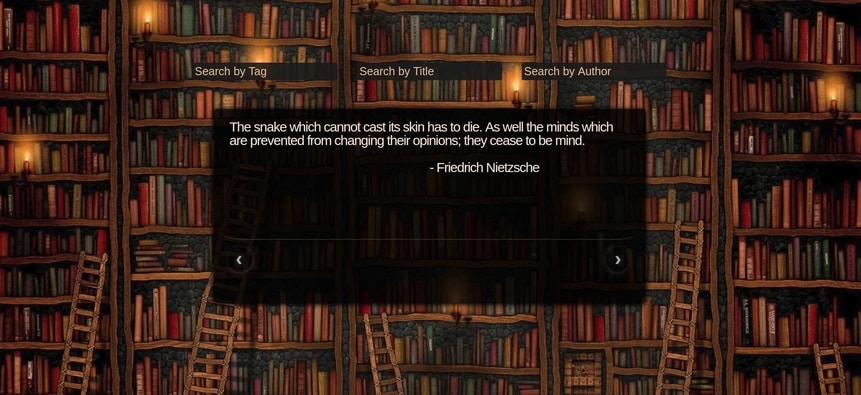 Search by Tag
Search by Title
Search by Author
The snake which cannot cast its skin has to die. As well the minds which
are prevented from changing their opinions; they cease to be mind.
- Friedrich Nietzsche